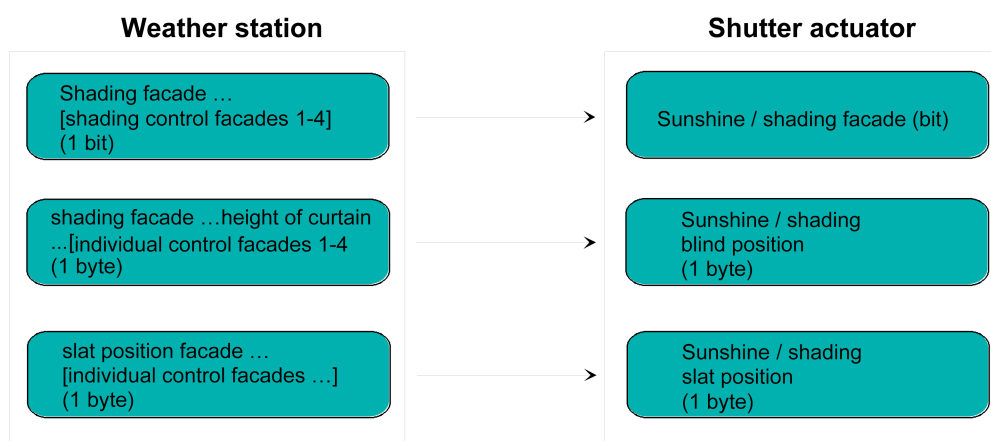 Weather station
Shutter actuator
Shading facade …
[shading control facades 1-4]
(1 bit)
Sunshine / shading facade (bit)
shading facade …height of curtain
...[individual control facades 1-4
(1 byte)
Sunshine / shading
blind position
(1 byte)
slat position facade …
[individual control facades …]
(1 byte)
Sunshine / shading
slat position
(1 byte)